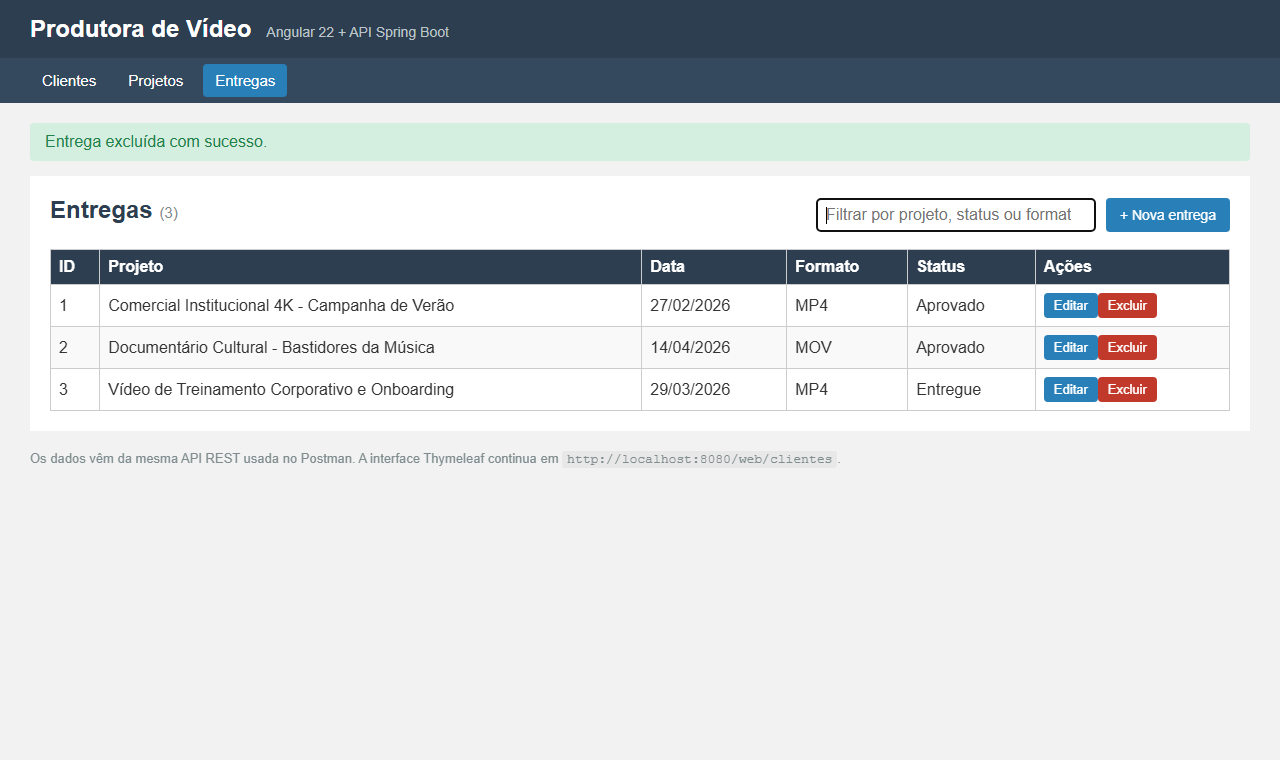 Produtora de Vídeo Angular 22 + API Spring Boot
Clientes Projetos Entregas
Entrega excluída com sucesso.
Entregas (3) Filtrar por projeto, status ou format + Nova entrega
ID Projeto Data Formato Status Ações
1 Comercial Institucional 4K - Campanha de Verão 27/02/2026 MP4 Aprovado Editar Excluir
2 Documentário Cultural - Bastidores da Música 14/04/2026 MOV Aprovado Editar Excluir
3 Vídeo de Treinamento Corporativo e Onboarding 29/03/2026 MP4 Entregue Editar Excluir
Os dados vêm da mesma API REST usada no Postman. A interface Thymeleaf continua em http://localhost:8080/web/clientes.